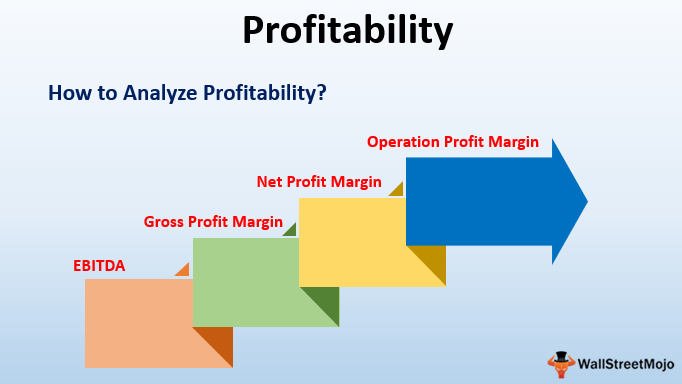 Profitability
How to Analyze Profitability?
Operation Profit Margin
Net Profit Margin
Gross Profit Margin
EBITDA
WallStreetMojo